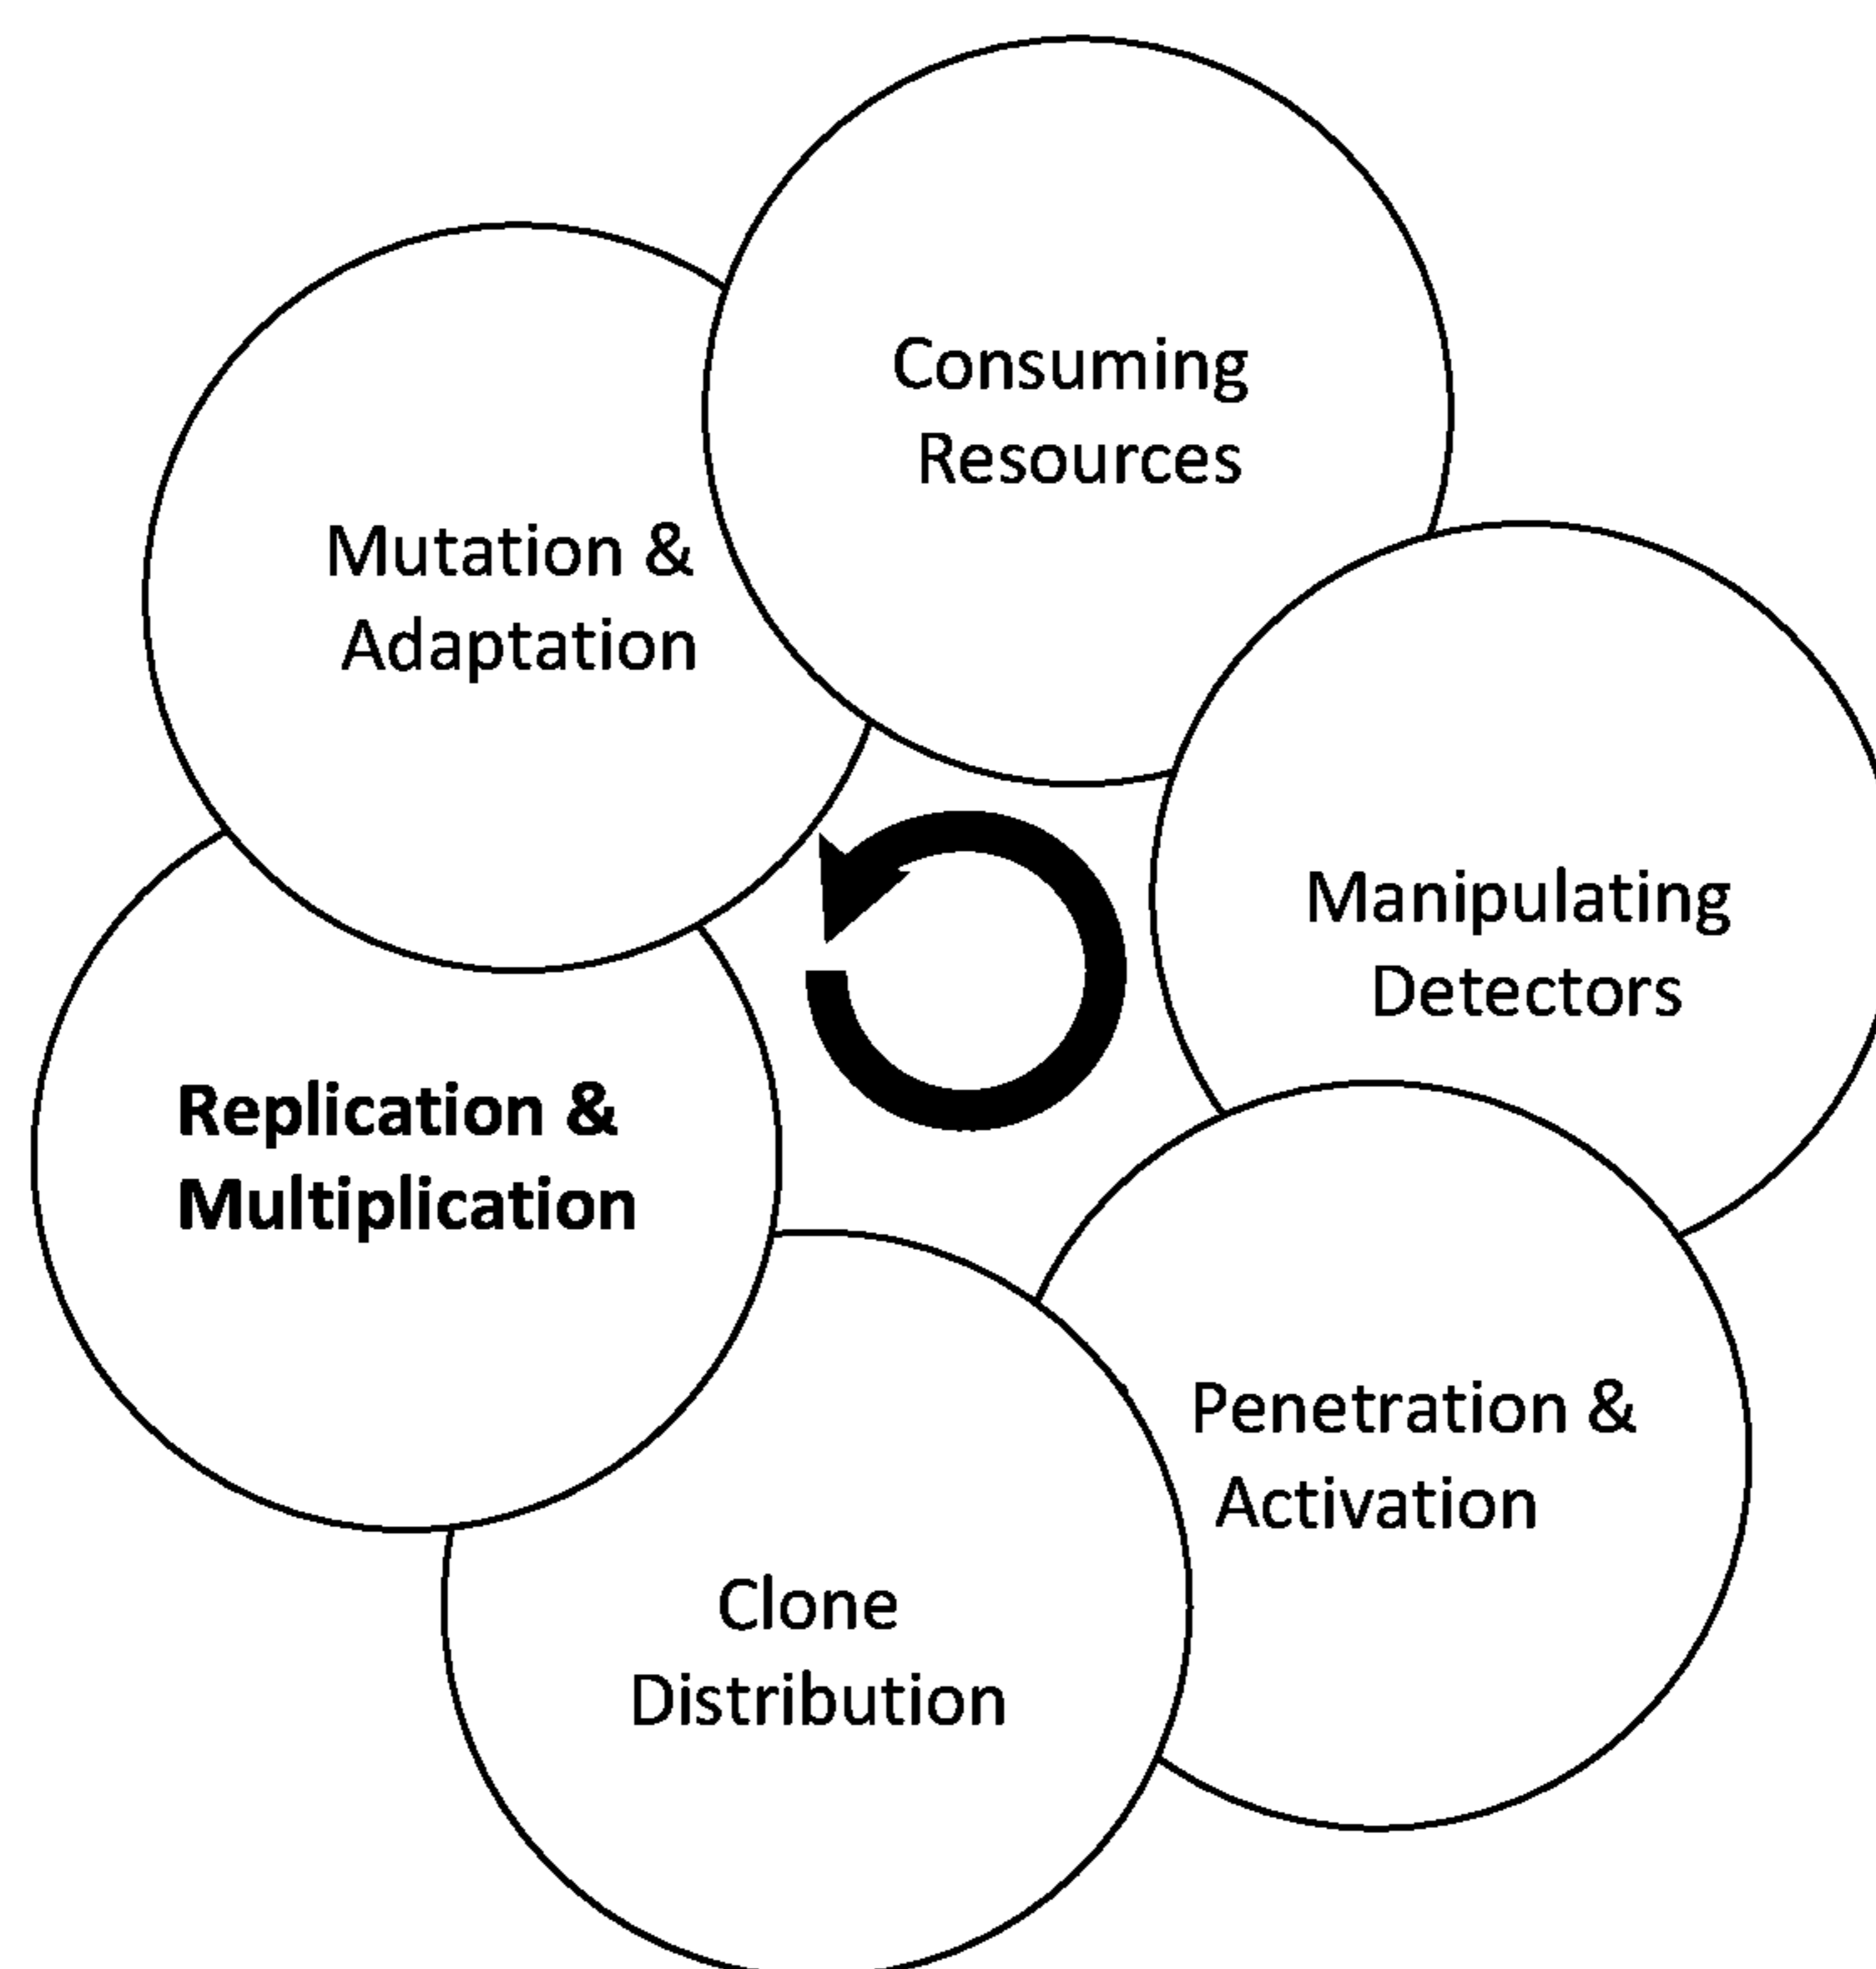 Consuming
Resources
Mutation &
Adaptation
Manipulating
Detectors
Replication &
Multiplication
Penetration &
Activation
Clone
Distribution